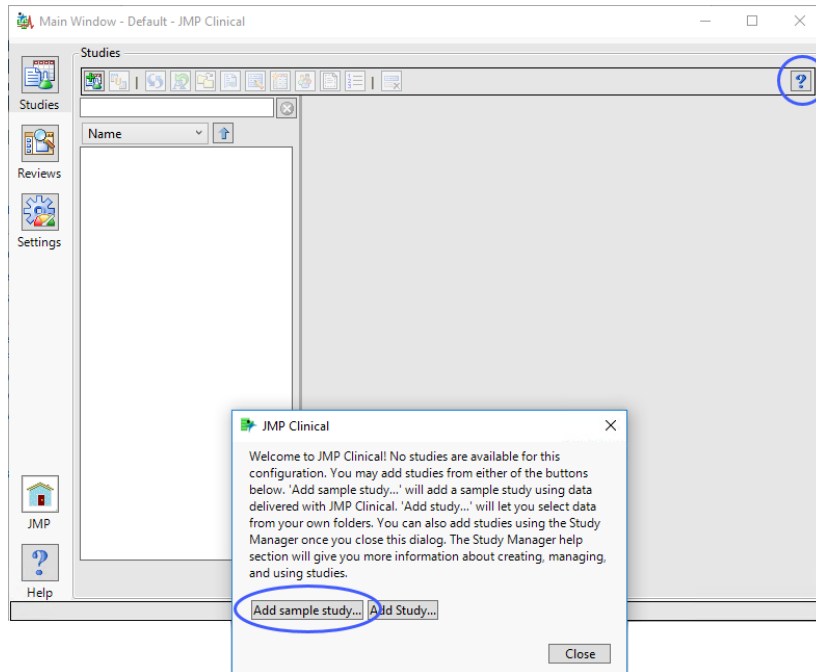 Main Window - Default - JMP Clinical
Studies
Studies
Name
Reviews
Settings
JMP
Help
JMP Clinical
Welcome to JMP Clinical! No studies are available for this
configuration. You may add studies from either of the buttons
below. 'Add sample study...' will add a sample study using data
delivered with JMP Clinical. 'Add study...' will let you select data
from your own folders. You can also add studies using the Study
Manager once you close this dialog. The Study Manager help
section will give you more information about creating, managing,
and using studies.
Add sample study... Add Study...
Close